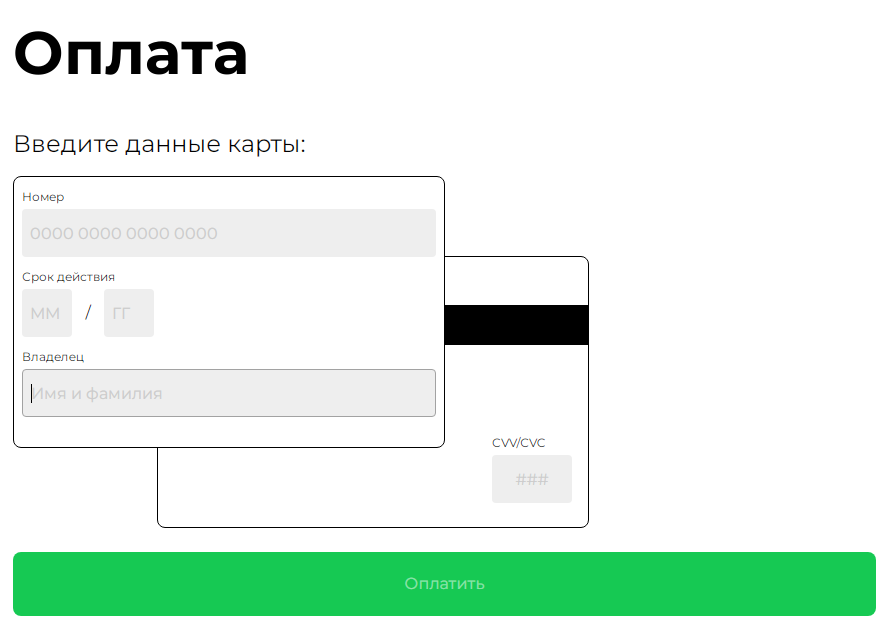 Оплата
Введите данные карты:
Номер
0000 0000 0000 0000
Срок действия
ММ / ГГ
Владелец
Имя и фамилия
CVV/CVC
###
Оплатить